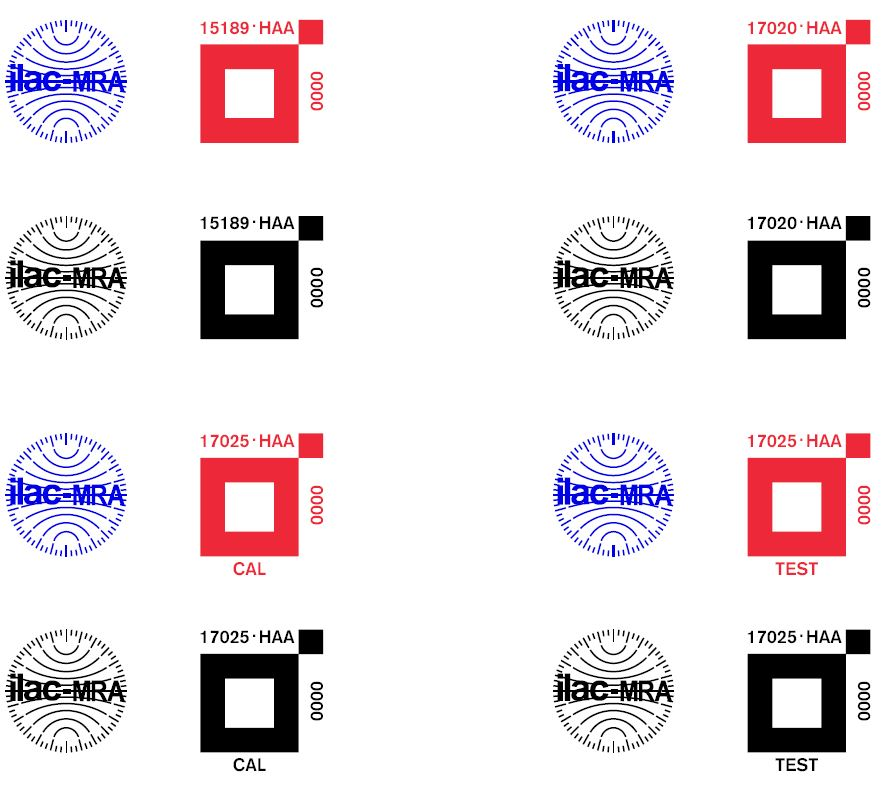 ilac-MRA
15189·HAA
0000
ilac-MRA
17020·HAA
0000
ilac-MRA
15189·HAA
0000
ilac-MRA
17020·HAA
0000
ilac-MRA
17025·HAA
0000
CAL
ilac-MRA
17025·HAA
0000
TEST
ilac-MRA
17025·HAA
0000
CAL
ilac-MRA
17025·HAA
0000
TEST